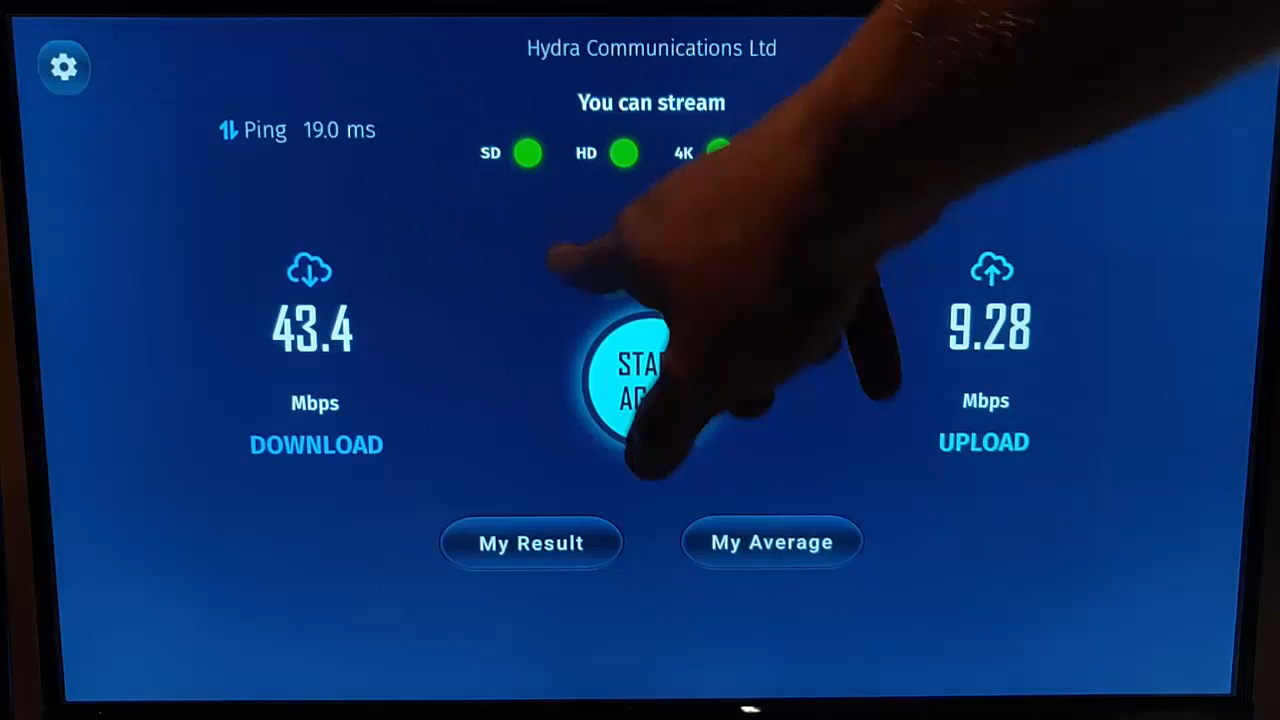 Hydra Communications Ltd
You can stream
Ping 19.0 ms
SD HD 4K
43.4
9.28
Mbps
Mbps
DOWNLOAD
UPLOAD
My Result
My Average